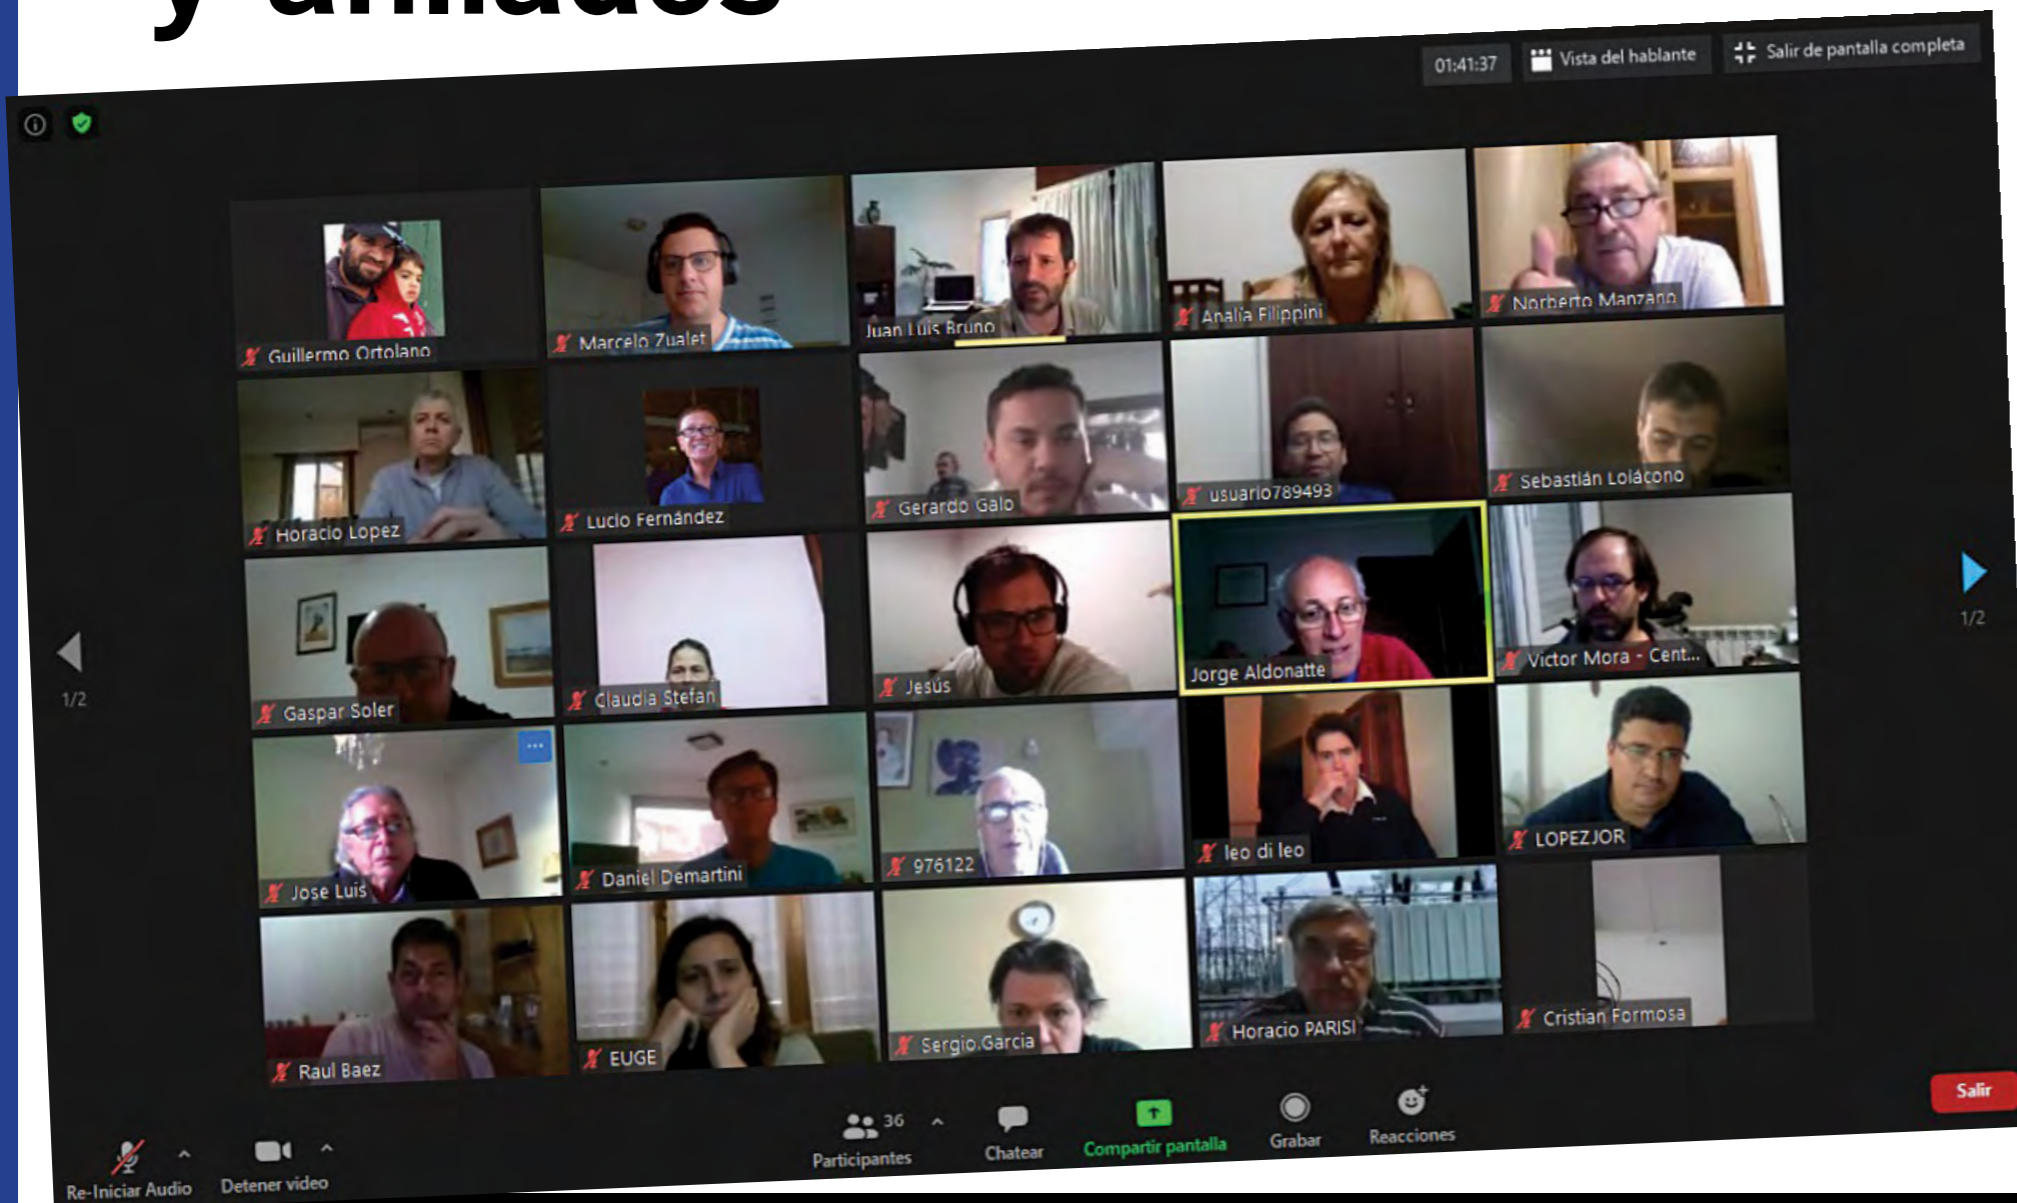 y afiliados
01:41:37
Vista del hablante
Salir de pantalla completa
Guillermo Ortolano
Marcelo Zualet
Juan Luis Bruno
Analía Filippini
Norberto Manzano
Horacio Lopez
Lucio Fernández
Gerardo Galo
usuario789493
Sebastián Lolácono
Gaspar Soler
Claudia Stefan
Jesús
Jorge Aldonatte
Victor Mora - Cent...
1/2
1/2
Jose Luis
Daniel Demartini
976122
leo di leo
LOPEZJOR
Raul Baez
EUGE
Sergio.Garcia
Horacio PARISI
Cristian Formosa
Re-Iniciar Audio
Detener video
Participantes
36
Chatear
Compartir pantalla
Grabar
Reacciones
Salir